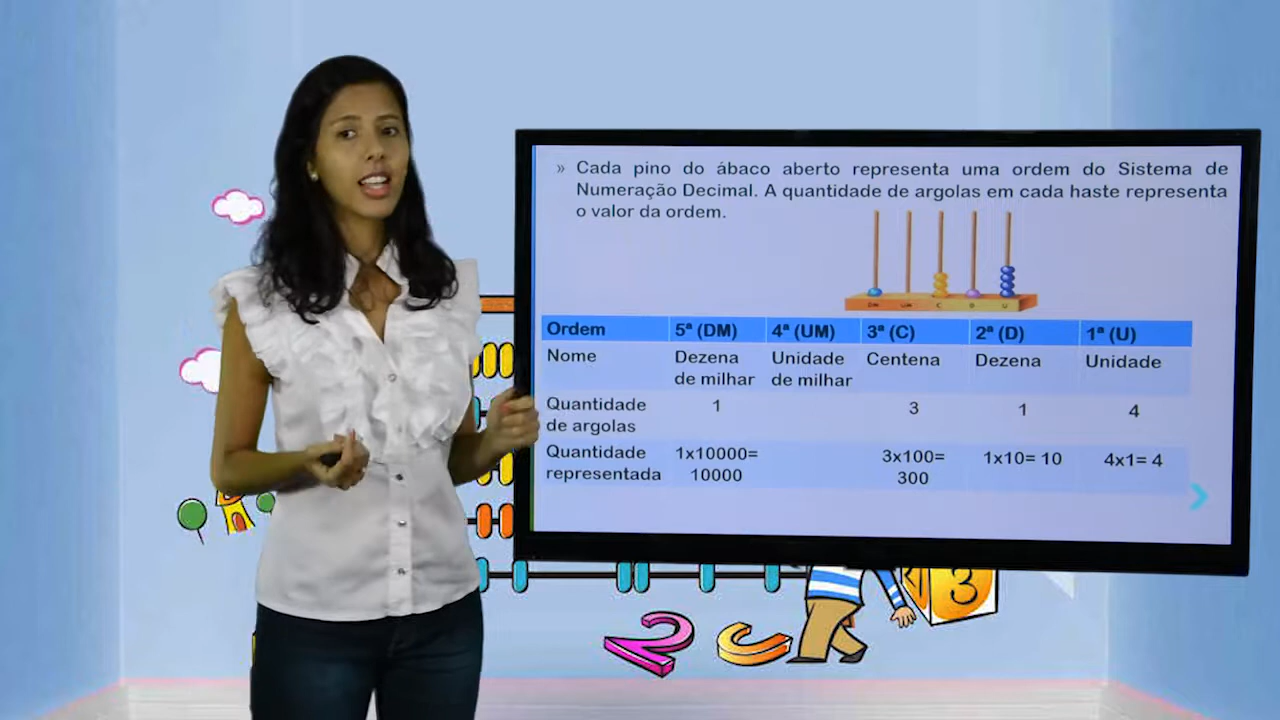 » Cada pino do ábaco aberto representa uma ordem do Sistema de
Numeração Decimal. A quantidade de argolas em cada haste representa
o valor da ordem.
DM UM C D U
Ordem 5ª (DM) 4ª (UM) 3ª (C) 2ª (D) 1ª (U)
Nome Dezena de milhar Unidade de milhar Centena Dezena Unidade
Quantidade de argolas 1 3 1 4
Quantidade representada 1x10000= 10000 3x100= 300 1x10= 10 4x1= 4
3
2